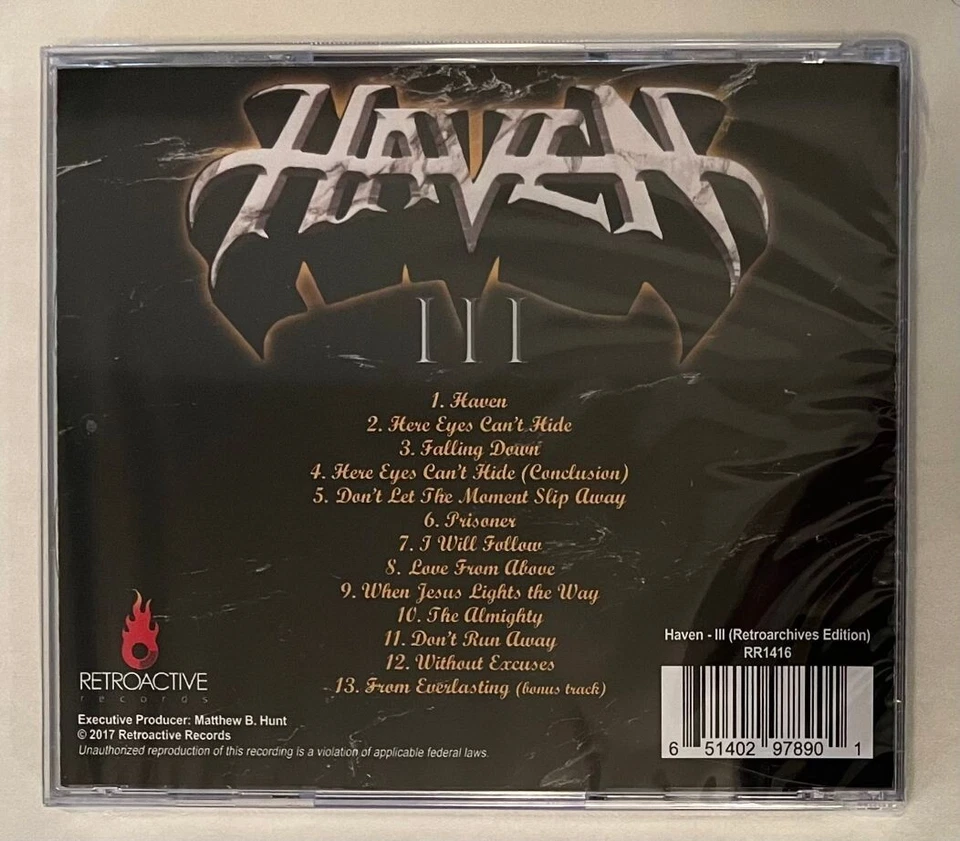 HAVEN
III
1. Haven
2. Here Eyes Can't Hide
3. Falling Down
4. Here Eyes Can't Hide (Conclusion)
5. Don't Let The Moment Slip Away
6. Prisoner
7. I Will Follow
8. Love From Above
9. When Jesus Lights the Way
10. The Almighty
11. Don't Run Away
12. Without Excuses
13. From Everlasting (bonus track)
RETROACTIVE
records
Executive Producer: Matthew B. Hunt
© 2017 Retroactive Records
Unauthorized reproduction of this recording is a violation of applicable federal laws.
Haven - III (Retroarchives Edition)
RR1416
6 51402 97890 1